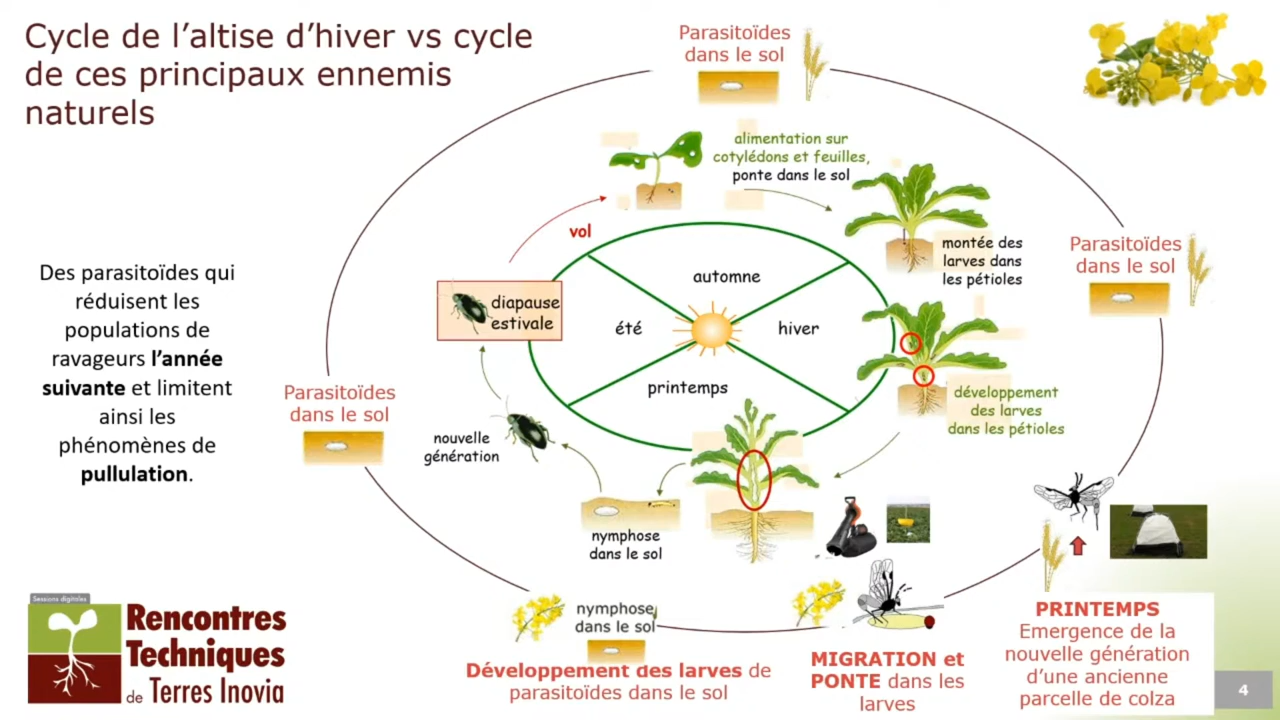 Cycle de l’altise d’hiver vs cycle
de ces principaux ennemis
naturels
Parasitoïdes
dans le sol
alimentation sur
cotylédons et feuilles,
ponte dans le sol
vol
montée des
larves dans
les pétioles
Parasitoïdes
dans le sol
Des parasitoïdes qui
réduisent les
populations de
ravageurs l’année
suivante et limitent
ainsi les
phénomènes de
pullulation.
diapause
estivale
automne
été
hiver
printemps
Parasitoïdes
dans le sol
développement
des larves
dans les pétioles
nouvelle
génération
nymphose
dans le sol
nymphose
dans le sol
Développement des larves de
parasitoïdes dans le sol
MIGRATION et
PONTE dans les
larves
PRINTEMPS
Emergence de la
nouvelle génération
d’une ancienne
parcelle de colza
Sessions digitales
Rencontres
Techniques
de Terres Inovia
4